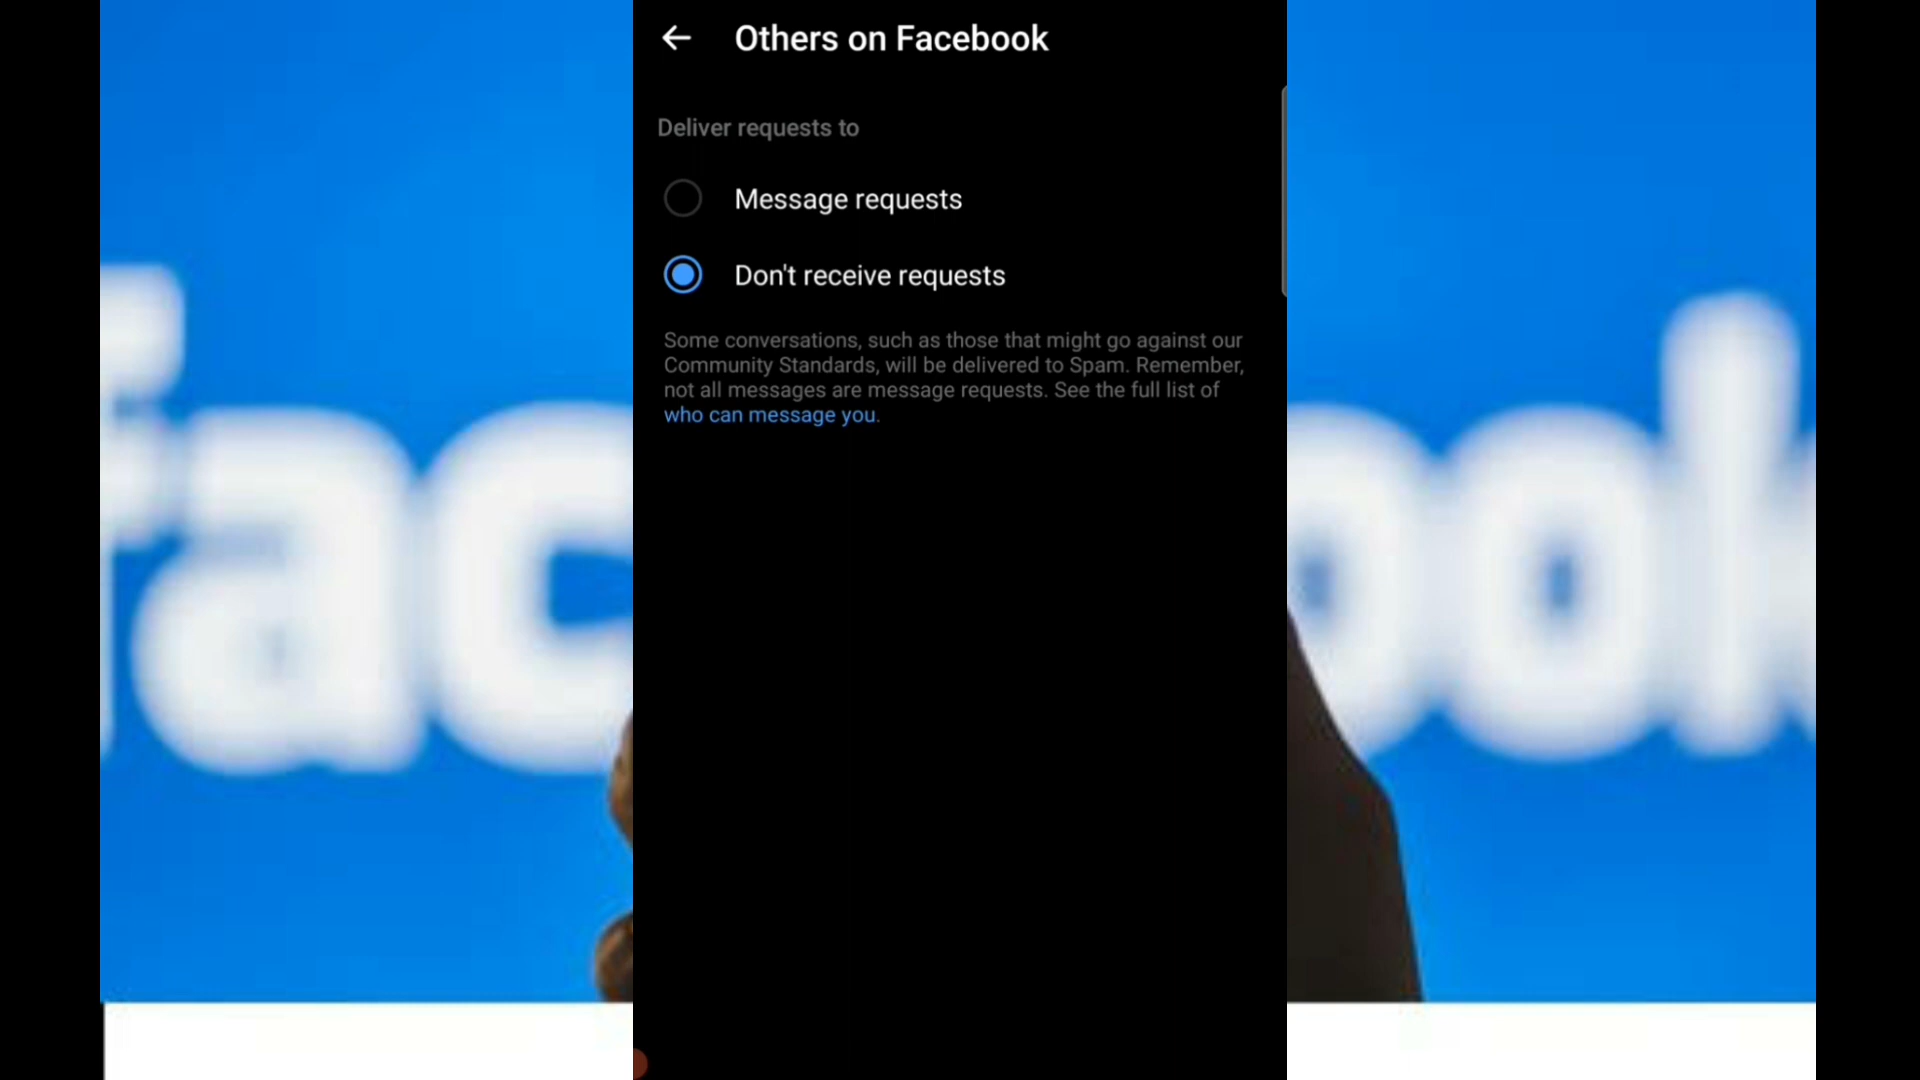 Others on Facebook
Deliver requests to
Message requests
Don't receive requests
Some conversations, such as those that might go against our
Community Standards, will be delivered to Spam. Remember,
not all messages are message requests. See the full list of
who can message you.
fac
ook